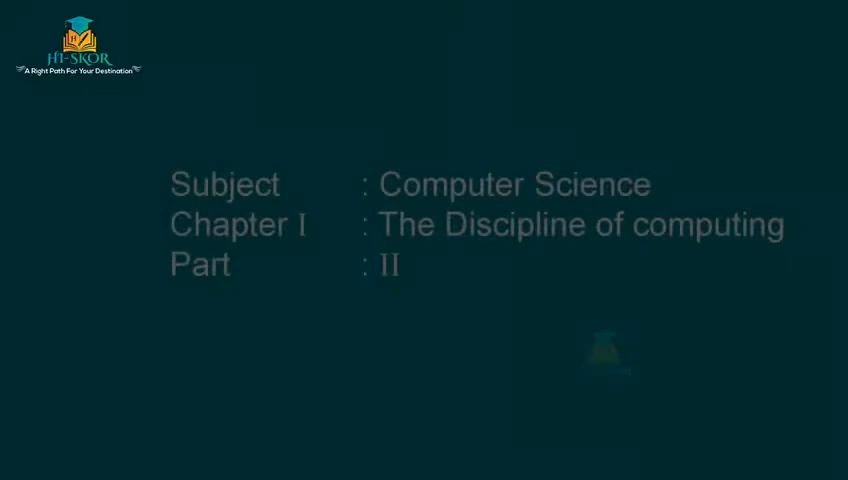 HI-SKOR
A Right Path For Your Destination
Subject : Computer Science
Chapter I : The Discipline of computing
Part : II